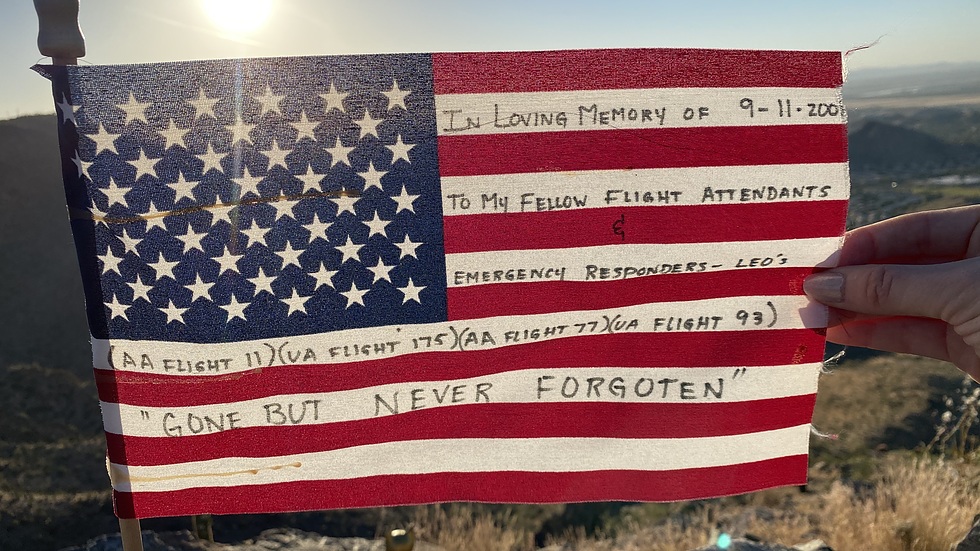 In Loving Memory of 9-11-200
To My Fellow Flight Attendants
&
Emergency Responders- LEO's
(AA Flight 11)(UA Flight 175)(AA Flight 77)(UA Flight 93)
"Gone But Never Forgoten"